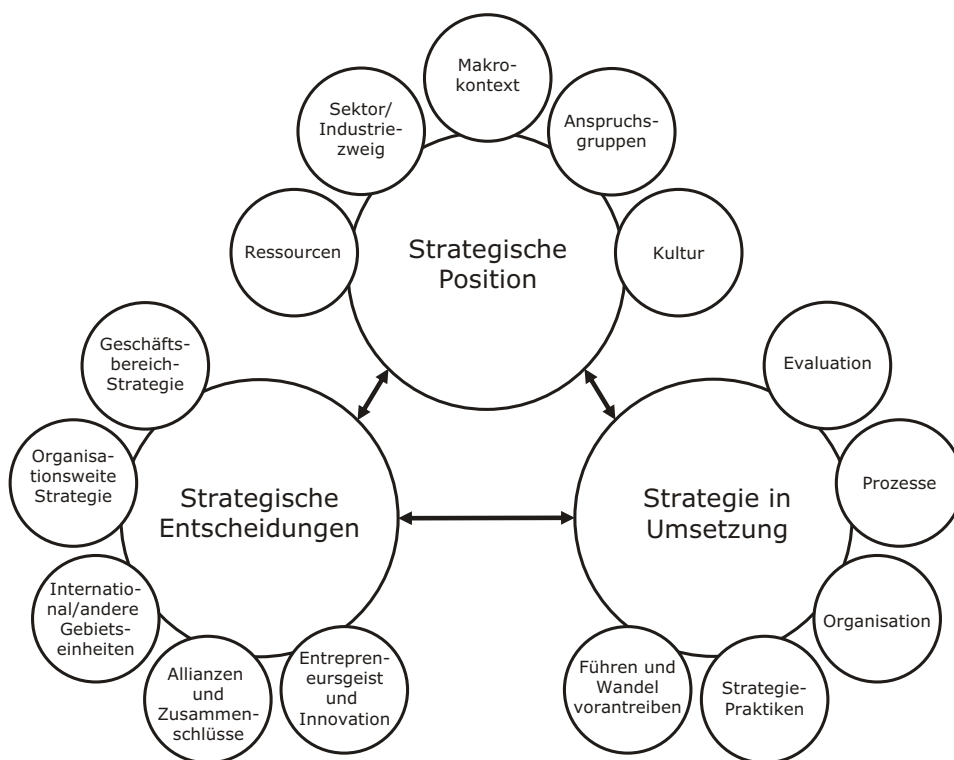 Makro-
kontext
Sektor/
Industrie-
zweig
Anspruchs-
gruppen
Ressourcen
Strategische
Position
Kultur
Geschäfts-
bereich-
Strategie
Organisa-
tionsweite
Strategie
Internatio-
nal/andere
Gebiets-
einheiten
Allianzen
und
Zusammen-
schlüsse
Entrepren-
eursgeist
und
Innovation
Strategische
Entscheidungen
Evaluation
Prozesse
Organisation
Strategie-
Praktiken
Führen und
Wandel
vorantreiben
Strategie in
Umsetzung